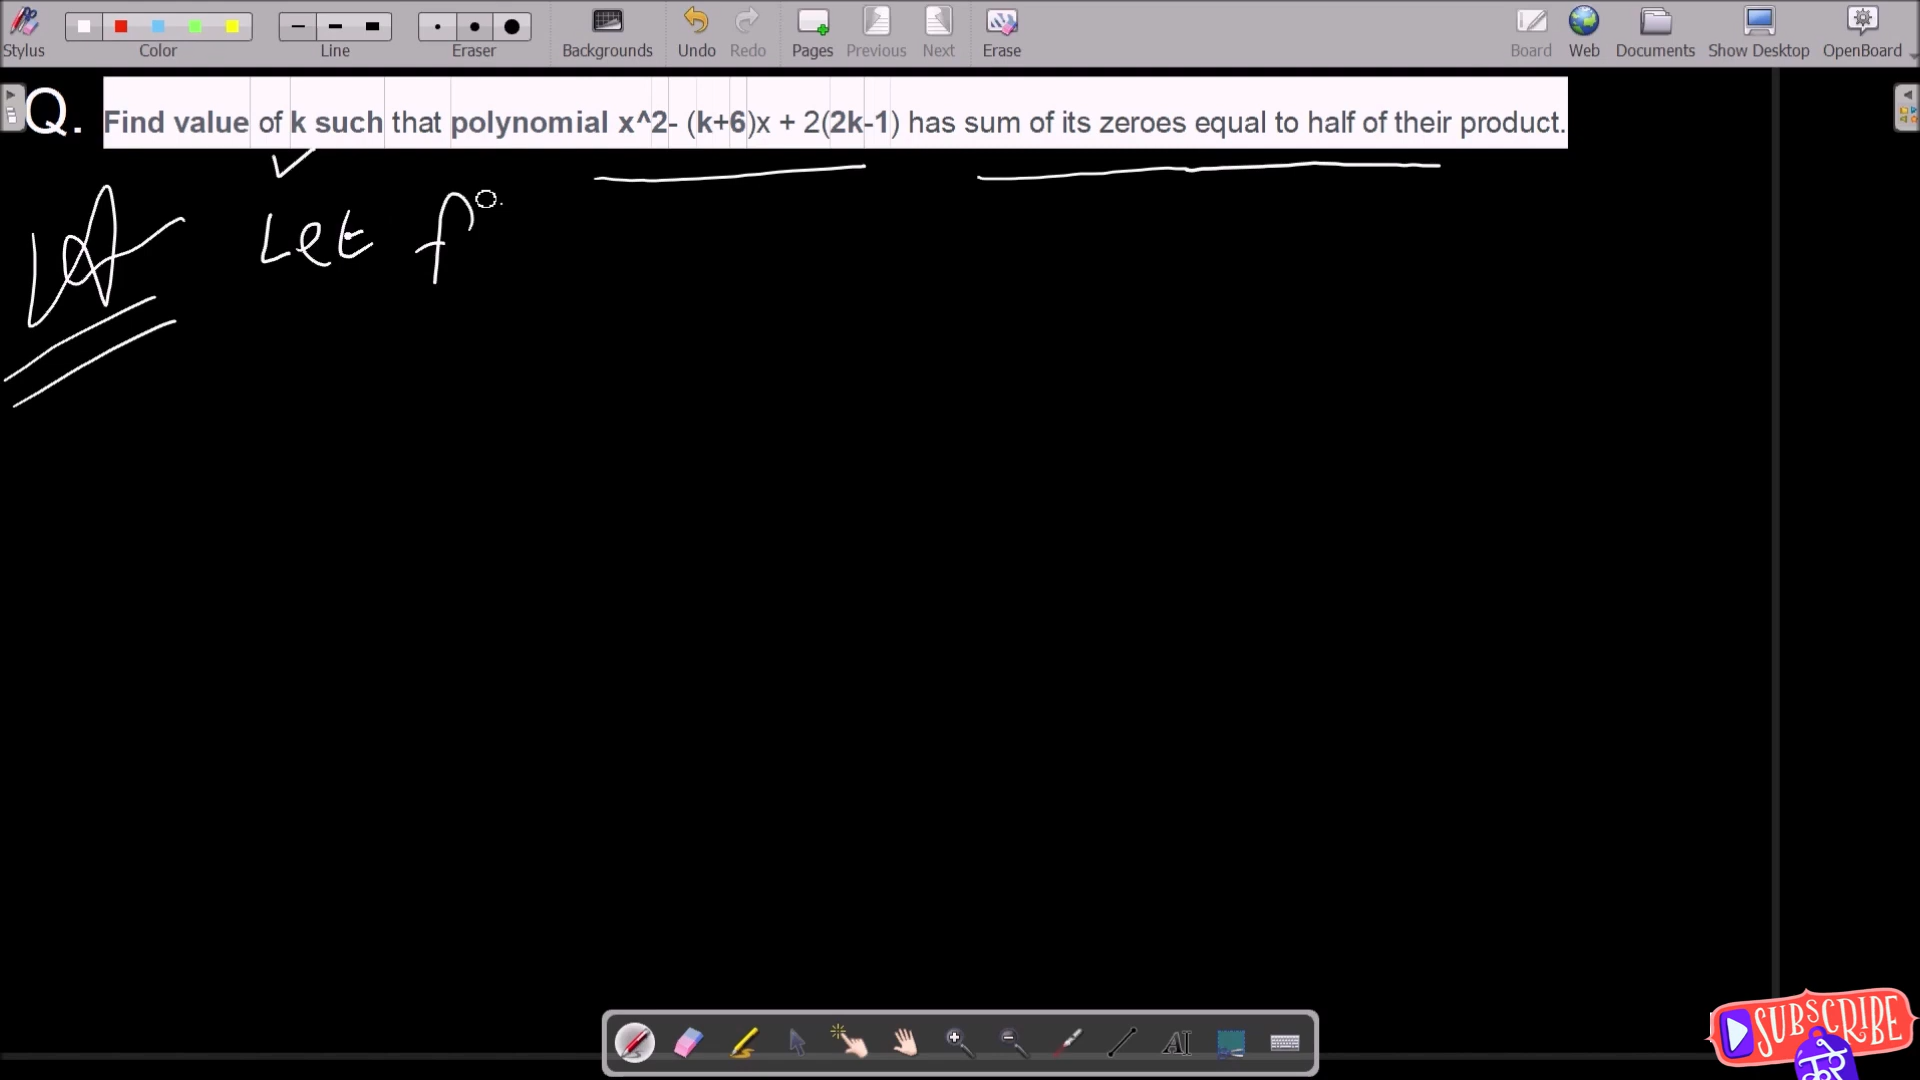 Stylus Color Line Eraser Backgrounds Undo Redo Pages Previous Next Erase Board Web Documents Show Desktop OpenBoard
Q. Find value of k such that polynomial x^2- (k+6)x + 2(2k-1) has sum of its zeroes equal to half of their product.
Let f
AI
SUBSCRIBE
करे